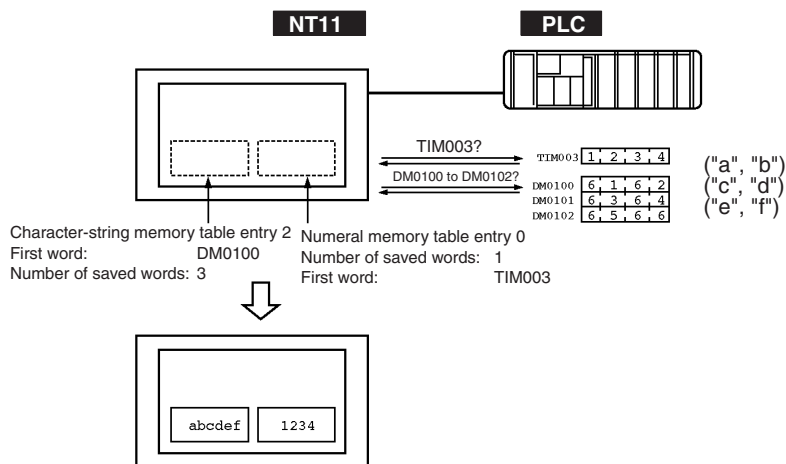 NT11
PLC
TIM003?
TIM003 1 2 3 4
DM0100 to DM0102?
DM0100 6 1 6 2
DM0101 6 3 6 4
DM0102 6 5 6 6
("a", "b")
("c", "d")
("e", "f")
Character-string memory table entry 2
First word: DM0100
Number of saved words: 3
Numeral memory table entry 0
Number of saved words: 1
First word: TIM003
abcdef
1234